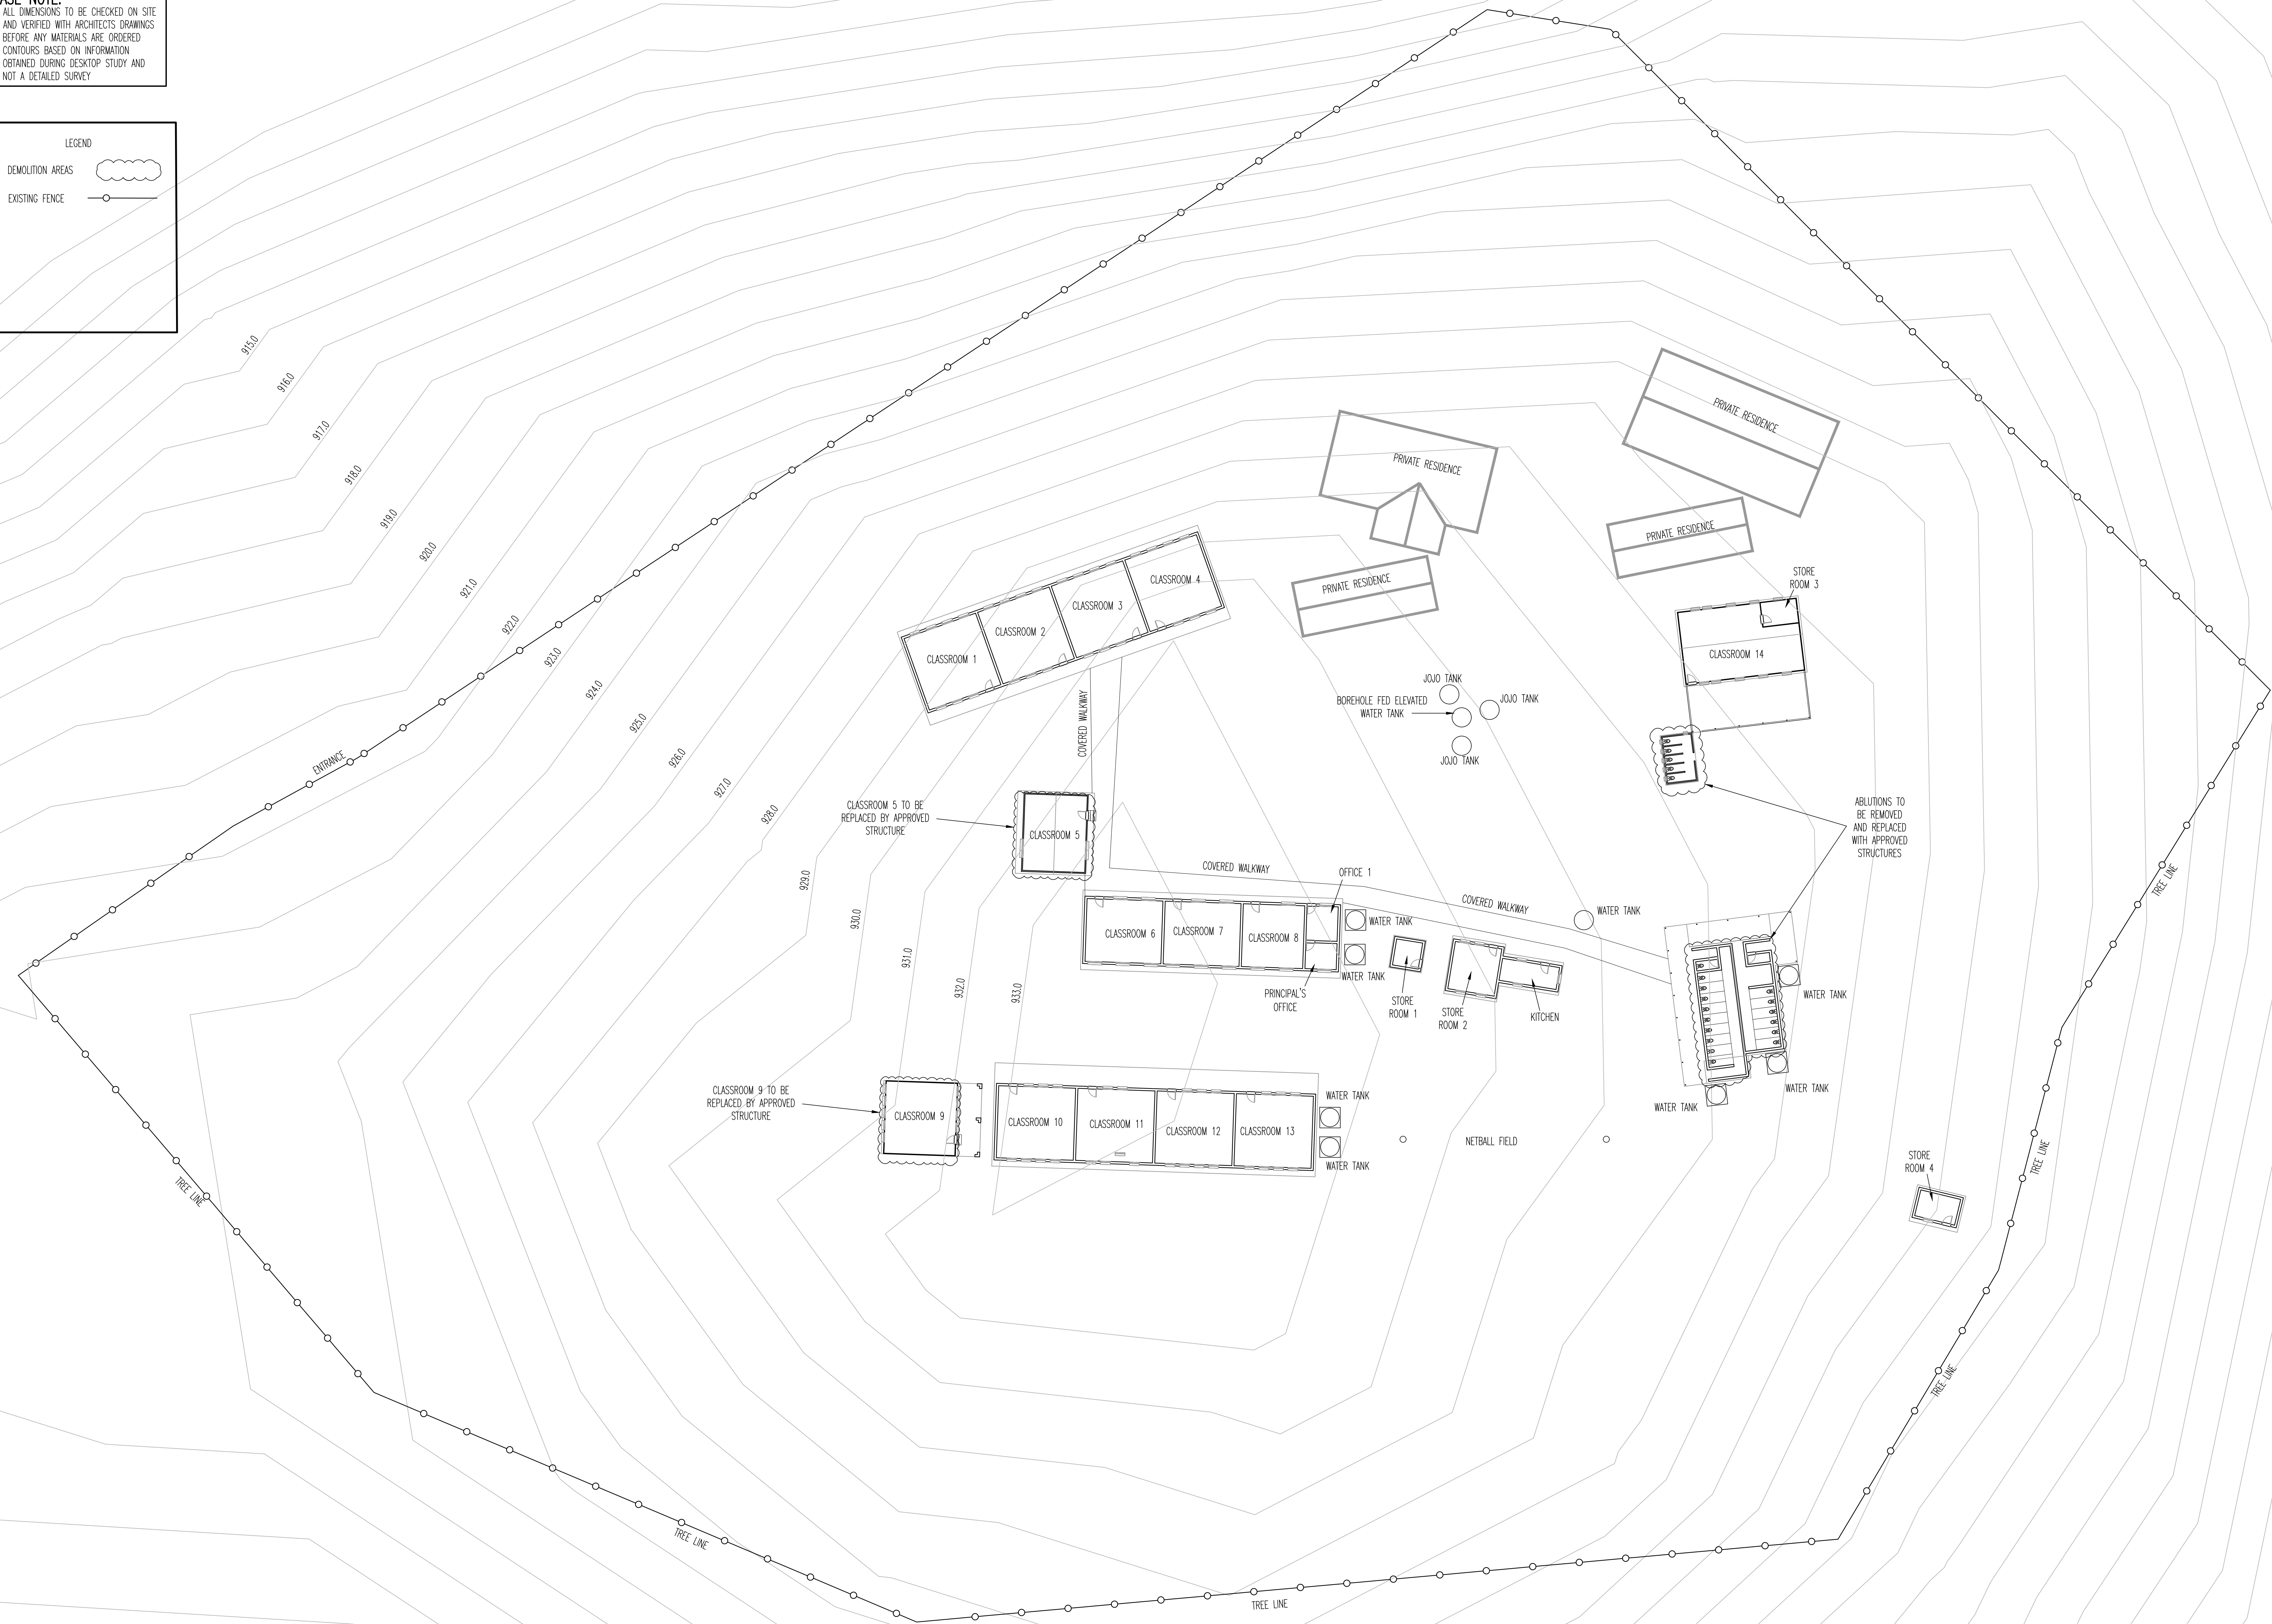 ALL DIMENSIONS TO BE CHECKED ON SITE
AND VERIFIED WITH ARCHITECTS DRAWINGS
BEFORE ANY MATERIALS ARE ORDERED
CONTOURS BASED ON INFORMATION
OBTAINED DURING DESKTOP STUDY AND
NOT A DETAILED SURVEY
LEGEND
DEMOLITION AREAS
EXISTING FENCE
915.0
916.0
917.0
918.0
919.0
920.0
921.0
922.0
923.0
924.0
925.0
926.0
927.0
928.0
929.0
930.0
931.0
932.0
933.0
ENTRANCE
PRIVATE RESIDENCE
PRIVATE RESIDENCE
PRIVATE RESIDENCE
PRIVATE RESIDENCE
CLASSROOM 1
CLASSROOM 2
CLASSROOM 3
CLASSROOM 4
COVERED WALKWAY
STORE
ROOM 3
CLASSROOM 14
JOJO TANK
JOJO TANK
BOREHOLE FED ELEVATED
WATER TANK
JOJO TANK
CLASSROOM 5 TO BE
REPLACED BY APPROVED
STRUCTURE
CLASSROOM 5
ABLUTIONS TO
BE REMOVED
AND REPLACED
WITH APPROVED
STRUCTURES
COVERED WALKWAY
OFFICE 1
COVERED WALKWAY
WATER TANK
CLASSROOM 6
CLASSROOM 7
CLASSROOM 8
WATER TANK
WATER TANK
PRINCIPAL'S
OFFICE
STORE
ROOM 1
STORE
ROOM 2
KITCHEN
WATER TANK
WATER TANK
WATER TANK
CLASSROOM 9 TO BE
REPLACED BY APPROVED
STRUCTURE
CLASSROOM 9
CLASSROOM 10
CLASSROOM 11
CLASSROOM 12
CLASSROOM 13
WATER TANK
WATER TANK
NETBALL FIELD
STORE
ROOM 4
TREE LINE
TREE LINE
TREE LINE
TREE LINE
TREE LINE
TREE LINE